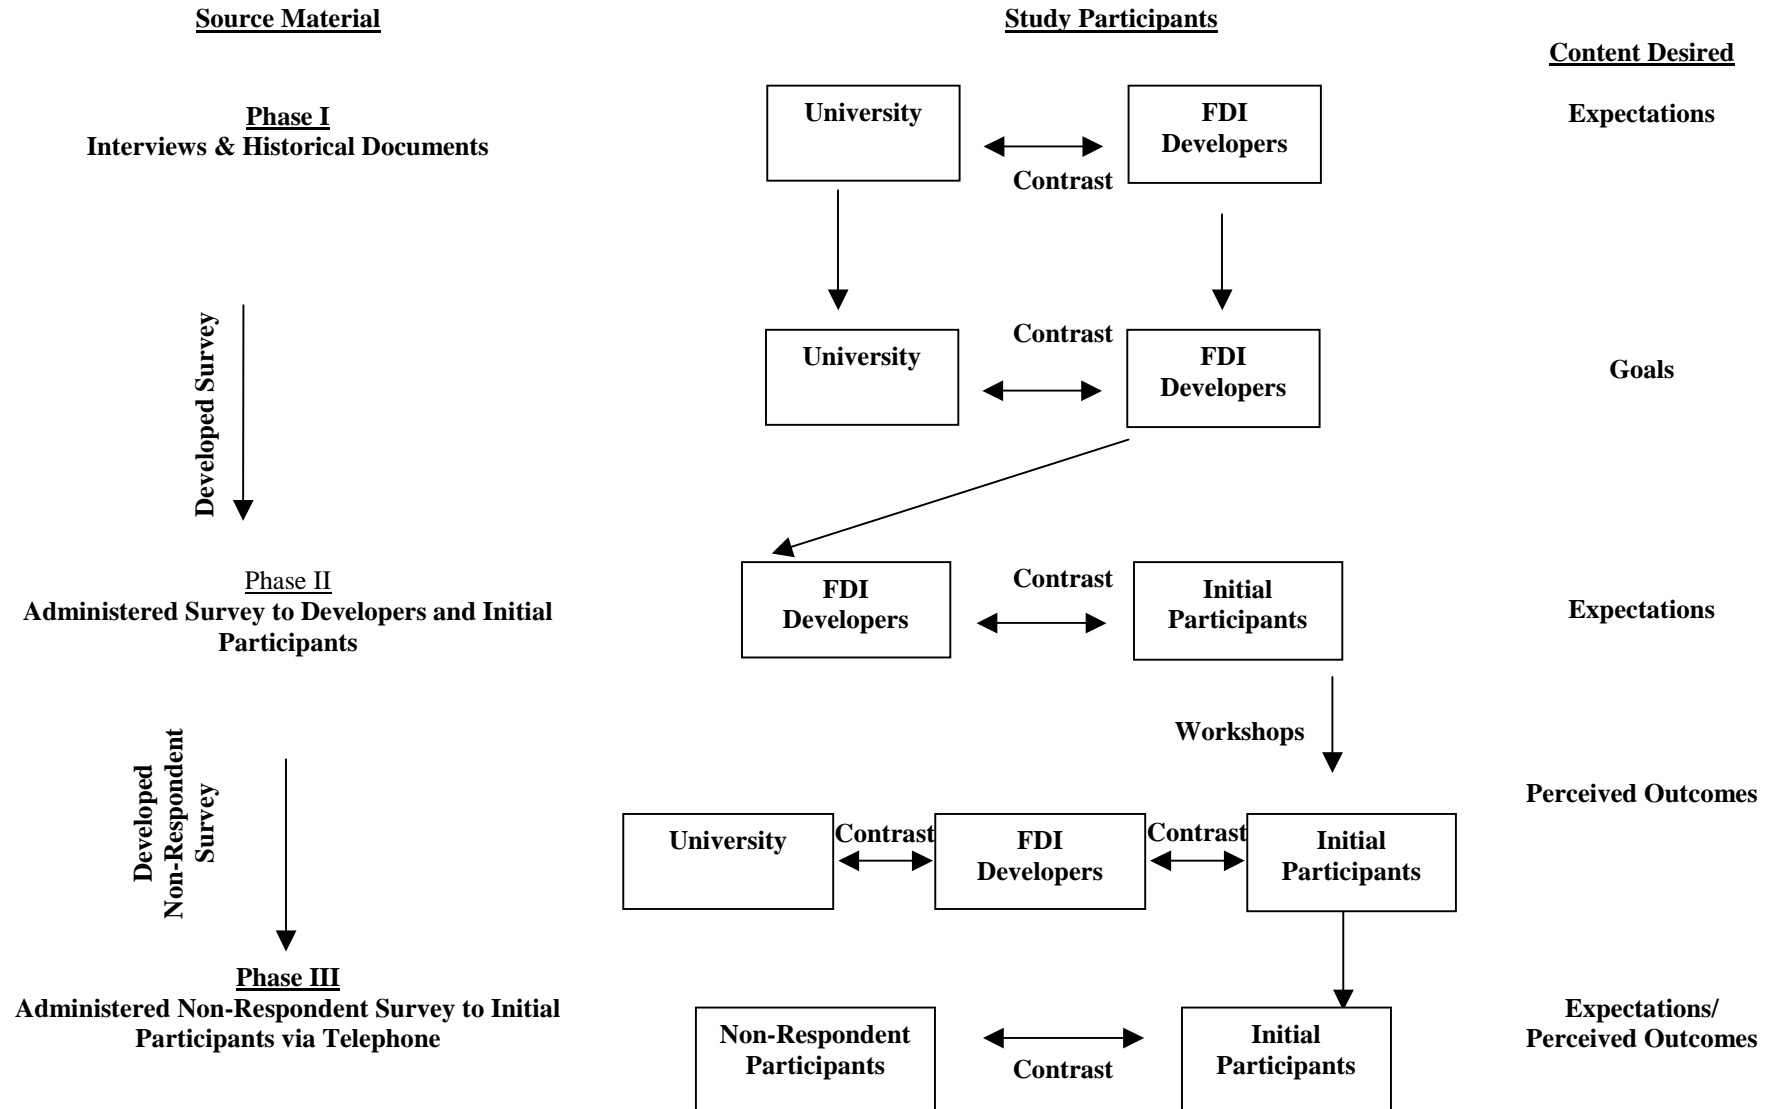 Source Material
Study Participants
Content Desired
Phase I
Interviews & Historical Documents
University
FDI
Developers
Contrast
Expectations
Developed Survey
University
Contrast
FDI
Developers
Goals
Phase II
Administered Survey to Developers and Initial
Participants
FDI
Developers
Contrast
Initial
Participants
Expectations
Workshops
Developed
Non-Respondent
Survey
University
Contrast
FDI
Developers
Contrast
Initial
Participants
Perceived Outcomes
Phase III
Administered Non-Respondent Survey to Initial
Participants via Telephone
Non-Respondent
Participants
Contrast
Initial
Participants
Expectations/
Perceived Outcomes